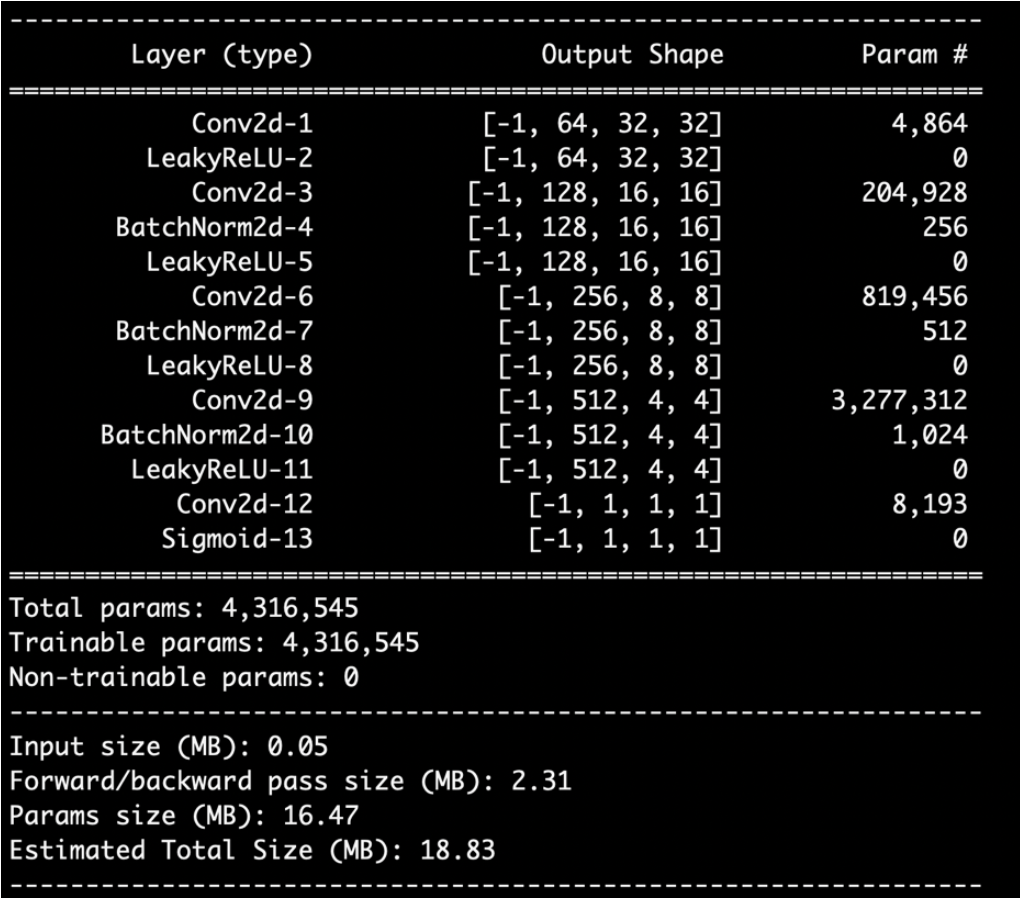 ----------------------------------------------------------------
Layer (type) Output Shape Param #
================================================================
Conv2d-1 [-1, 64, 32, 32] 4,864
LeakyReLU-2 [-1, 64, 32, 32] 0
Conv2d-3 [-1, 128, 16, 16] 204,928
BatchNorm2d-4 [-1, 128, 16, 16] 256
LeakyReLU-5 [-1, 128, 16, 16] 0
Conv2d-6 [-1, 256, 8, 8] 819,456
BatchNorm2d-7 [-1, 256, 8, 8] 512
LeakyReLU-8 [-1, 256, 8, 8] 0
Conv2d-9 [-1, 512, 4, 4] 3,277,312
BatchNorm2d-10 [-1, 512, 4, 4] 1,024
LeakyReLU-11 [-1, 512, 4, 4] 0
Conv2d-12 [-1, 1, 1, 1] 8,193
Sigmoid-13 [-1, 1, 1, 1] 0
================================================================
Total params: 4,316,545
Trainable params: 4,316,545
Non-trainable params: 0
----------------------------------------------------------------
Input size (MB): 0.05
Forward/backward pass size (MB): 2.31
Params size (MB): 16.47
Estimated Total Size (MB): 18.83
----------------------------------------------------------------